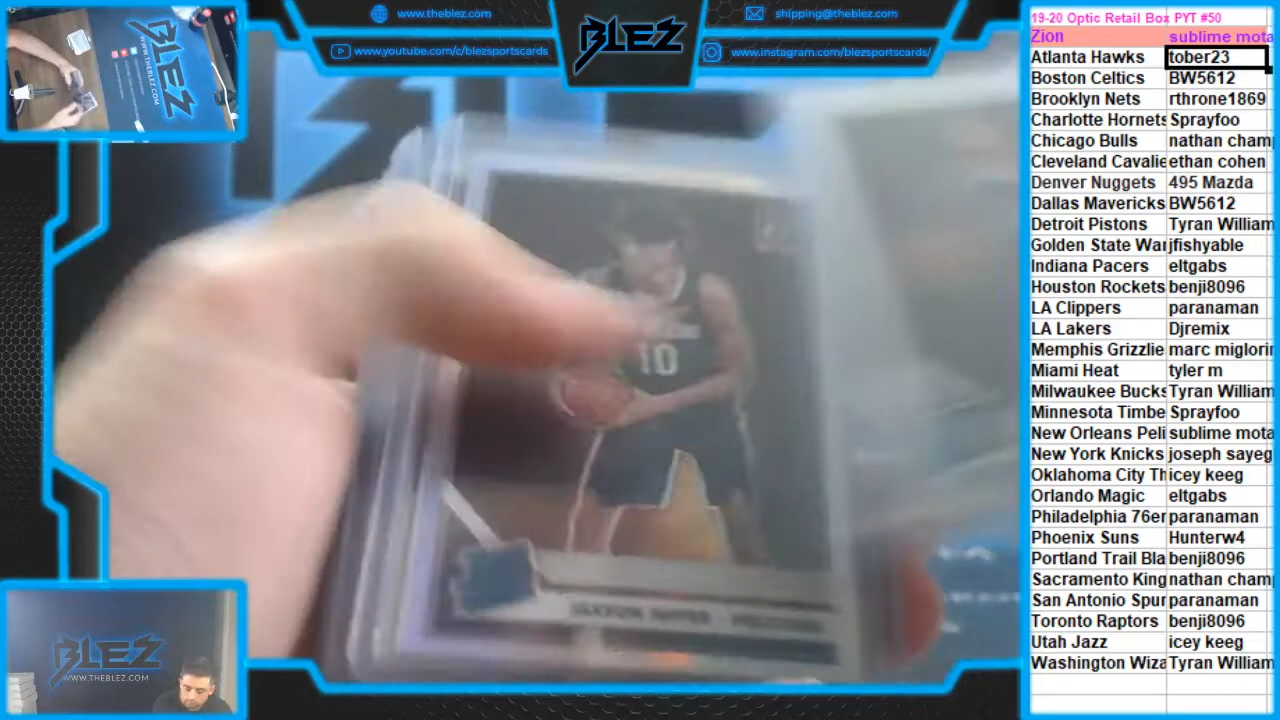 www.theblez.com
shipping@theblez.com
www.youtube.com/c/blezsportscards
www.instagram.com/blezsportscards/
BLEZ
BLEZ
WWW.THEBLEZ.COM
BLEZ
WWW.THEBLEZ.COM
10
19-20 Optic Retail Box PYT #50
Zion sublime mota
Atlanta Hawks tober23
Boston Celtics BW5612
Brooklyn Nets rthrone1869
Charlotte Hornets Sprayfoo
Chicago Bulls nathan champ
Cleveland Cavalie ethan cohen
Denver Nuggets 495 Mazda
Dallas Mavericks BW5612
Detroit Pistons Tyran William
Golden State War jfishyable
Indiana Pacers eltgabs
Houston Rockets benji8096
LA Clippers paranaman
LA Lakers Djremix
Memphis Grizzlie marc miglorin
Miami Heat tyler m
Milwaukee Bucks Tyran William
Minnesota Timbe Sprayfoo
New Orleans Peli sublime mota
New York Knicks joseph sayeg
Oklahoma City Th icey keeg
Orlando Magic eltgabs
Philadelphia 76er paranaman
Phoenix Suns Hunterw4
Portland Trail Bla benji8096
Sacramento King nathan champ
San Antonio Spur paranaman
Toronto Raptors benji8096
Utah Jazz icey keeg
Washington Wiza Tyran William